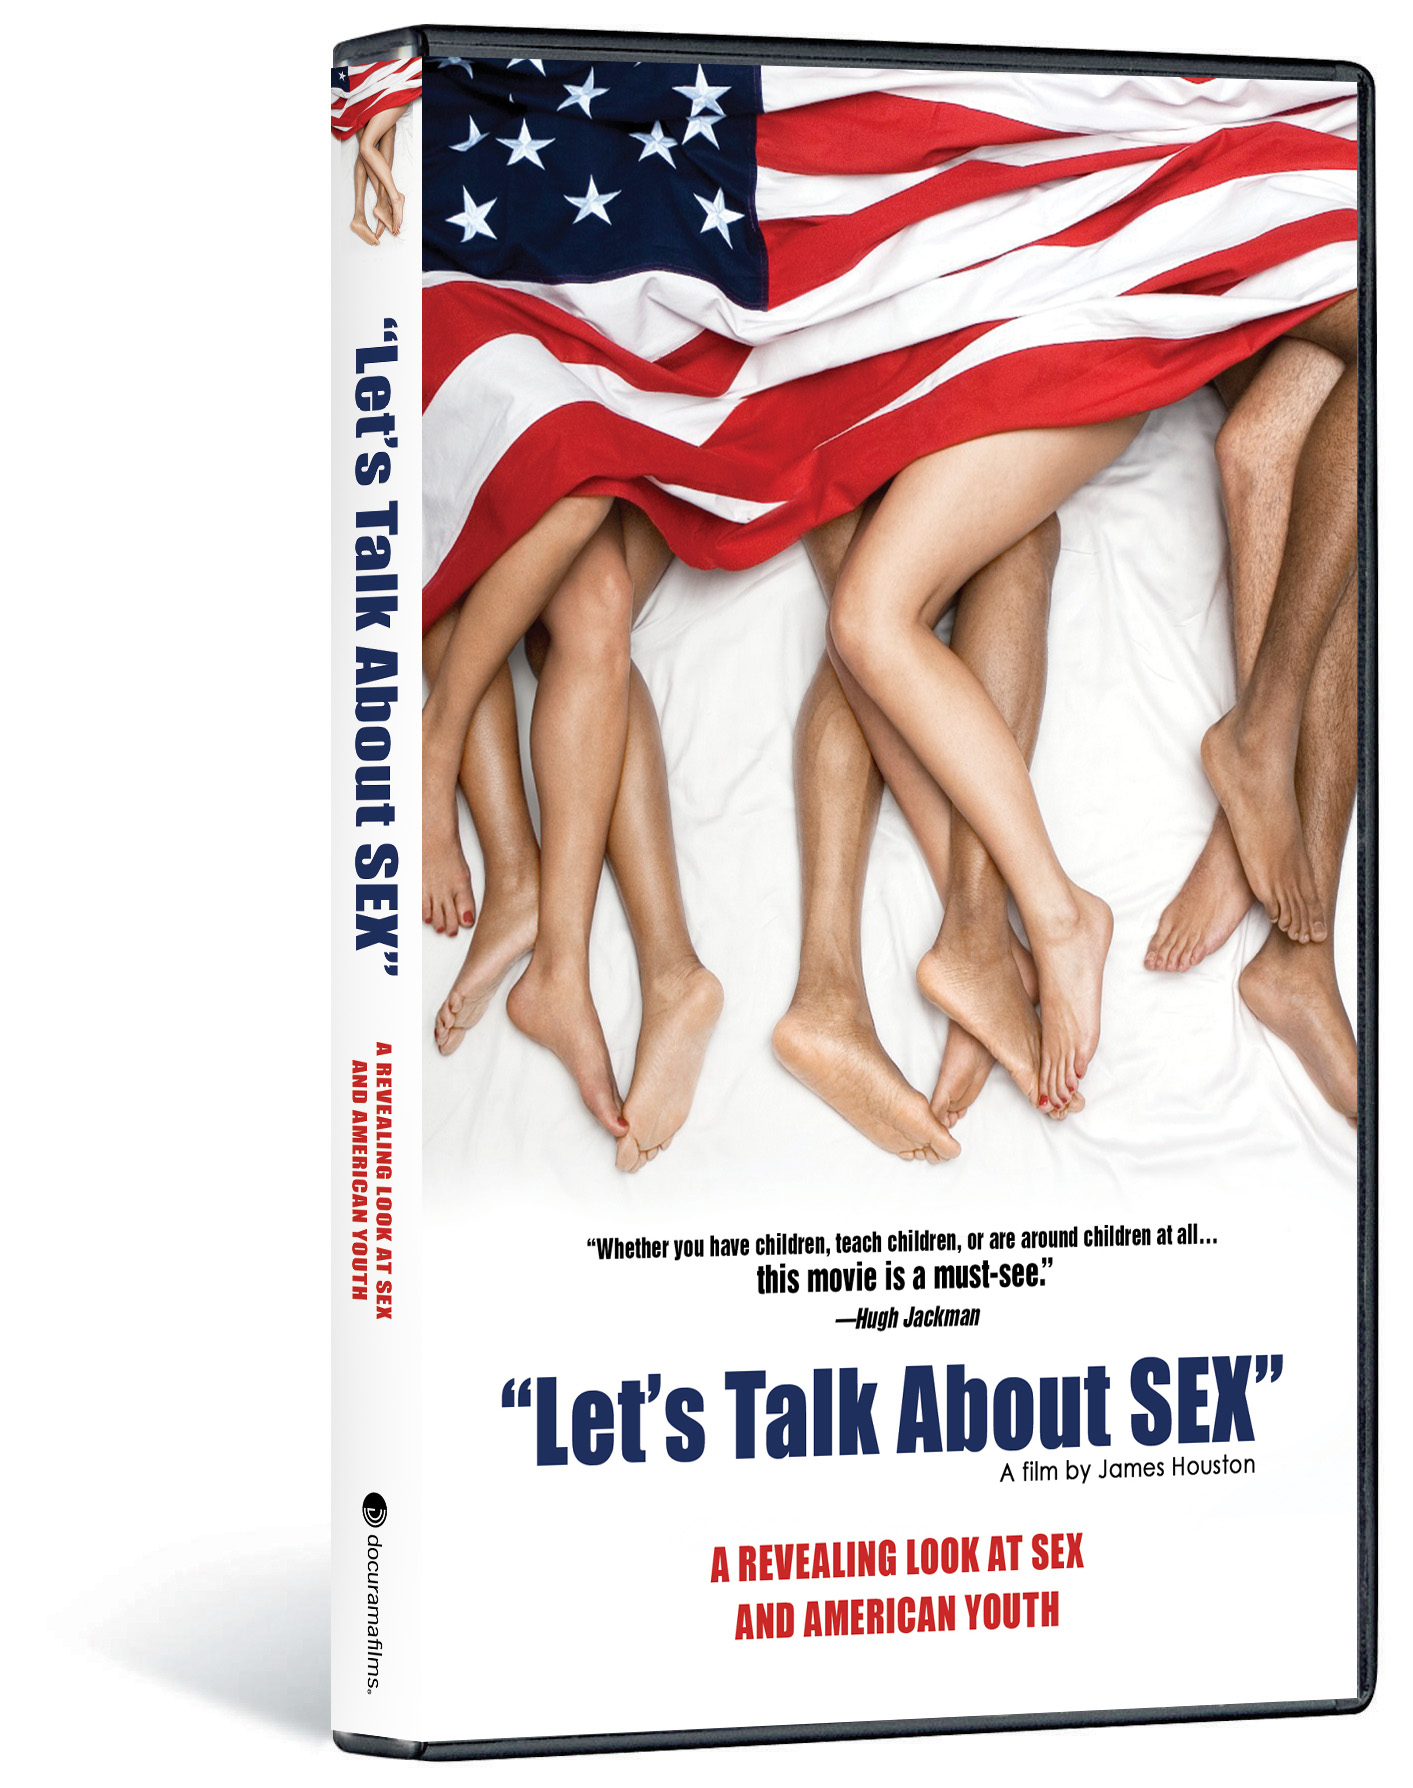 “Let’s Talk About SEX”
A REVEALING LOOK AT SEX
AND AMERICAN YOUTH
docuramafilms®
“Whether you have children, teach children, or are around children at all...
this movie is a must-see.”
—Hugh Jackman
“Let’s Talk About SEX”
A film by James Houston
A REVEALING LOOK AT SEX
AND AMERICAN YOUTH